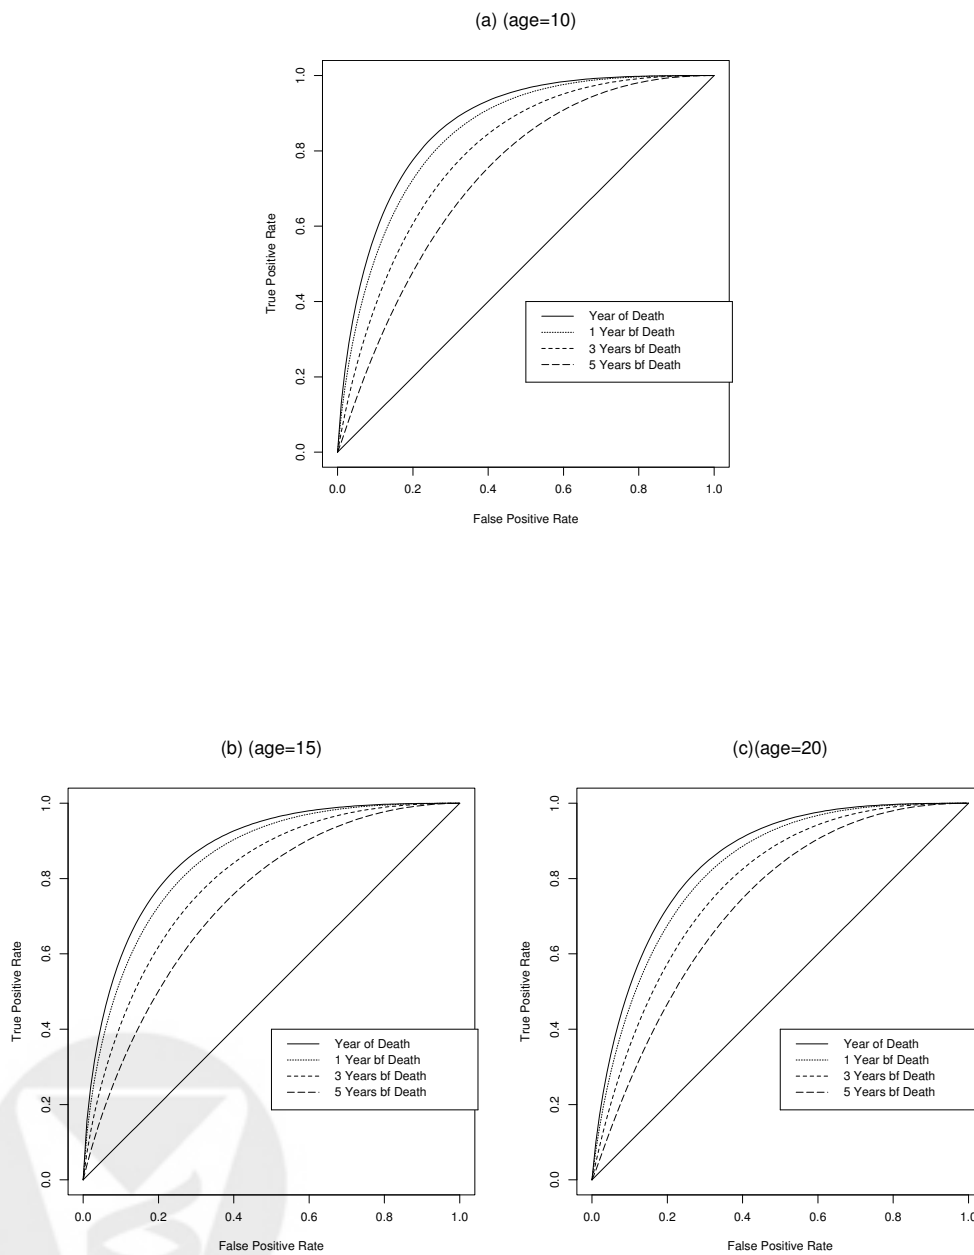 (a) (age=10)
1.0
0.8
0.6
0.4
0.2
0.0
True Positive Rate
Year of Death
1 Year bf Death
3 Years bf Death
5 Years bf Death
0.0 0.2 0.4 0.6 0.8 1.0
False Positive Rate
(b) (age=15)
1.0
0.8
0.6
0.4
0.2
0.0
True Positive Rate
Year of Death
1 Year bf Death
3 Years bf Death
5 Years bf Death
0.0 0.2 0.4 0.6 0.8 1.0
False Positive Rate
(c)(age=20)
1.0
0.8
0.6
0.4
0.2
0.0
True Positive Rate
Year of Death
1 Year bf Death
3 Years bf Death
5 Years bf Death
0.0 0.2 0.4 0.6 0.8 1.0
False Positive Rate